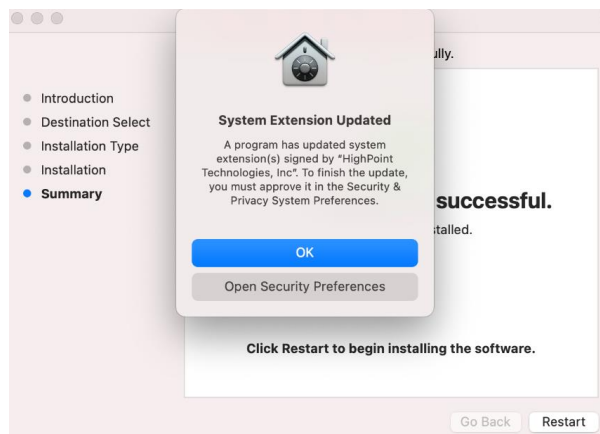 ully.
Introduction
Destination Select
Installation Type
Installation
Summary
System Extension Updated
A program has updated system
extension(s) signed by "HighPoint
Technologies, Inc". To finish the update,
you must approve it in the Security &
Privacy System Preferences.
OK
Open Security Preferences
successful.
stalled.
Click Restart to begin installing the software.
Go Back
Restart